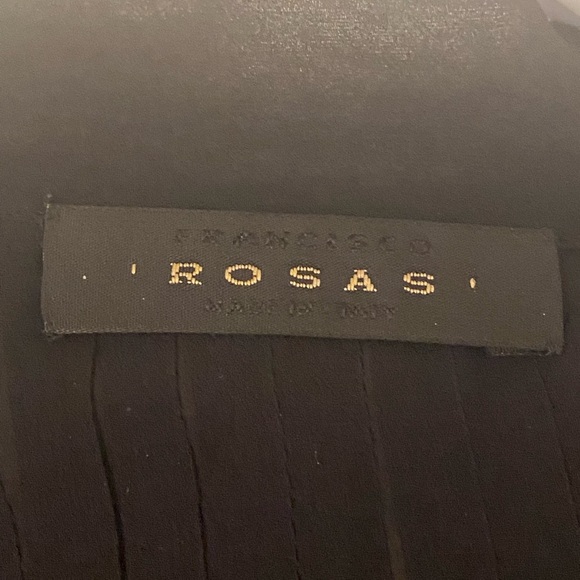 FRANCISCO
' ROSAS '
MADE IN ITALY